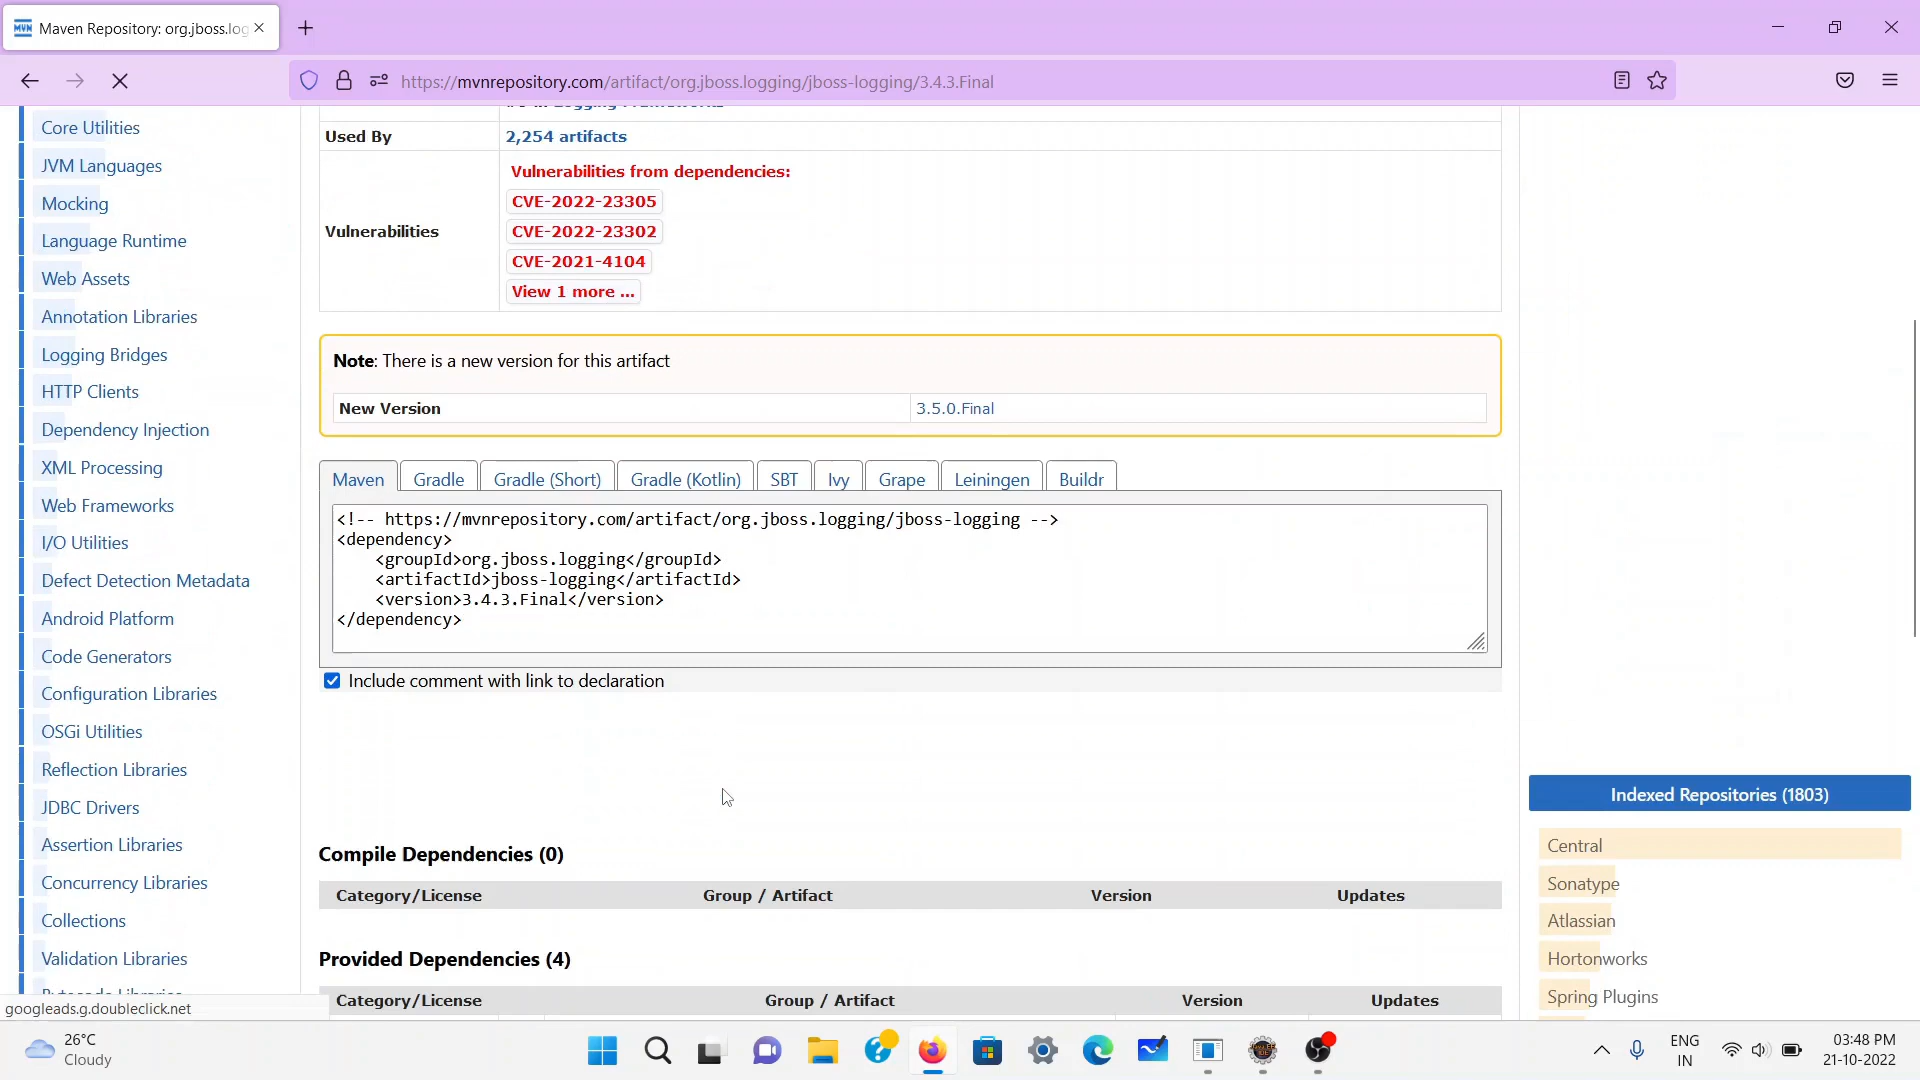 Maven Repository: org.jboss.log
https://mvnrepository.com/artifact/org.jboss.logging/jboss-logging/3.4.3.Final
Core Utilities
JVM Languages
Mocking
Language Runtime
Web Assets
Annotation Libraries
Logging Bridges
HTTP Clients
Dependency Injection
XML Processing
Web Frameworks
I/O Utilities
Defect Detection Metadata
Android Platform
Code Generators
Configuration Libraries
OSGi Utilities
Reflection Libraries
JDBC Drivers
Assertion Libraries
Concurrency Libraries
Collections
Validation Libraries
googleads.g.doubleclick.net
Used By 2,254 artifacts
Vulnerabilities
Vulnerabilities from dependencies:
CVE-2022-23305
CVE-2022-23302
CVE-2021-4104
View 1 more ...
Note: There is a new version for this artifact
New Version 3.5.0.Final
Maven Gradle Gradle (Short) Gradle (Kotlin) SBT Ivy Grape Leiningen Buildr
<!-- https://mvnrepository.com/artifact/org.jboss.logging/jboss-logging -->
<dependency>
    <groupId>org.jboss.logging</groupId>
    <artifactId>jboss-logging</artifactId>
    <version>3.4.3.Final</version>
</dependency>
Include comment with link to declaration
Compile Dependencies (0)
Category/License Group / Artifact Version Updates
Provided Dependencies (4)
Category/License Group / Artifact Version Updates
Indexed Repositories (1803)
Central
Sonatype
Atlassian
Hortonworks
Spring Plugins
26°C
Cloudy
ENG
IN
03:48 PM
21-10-2022